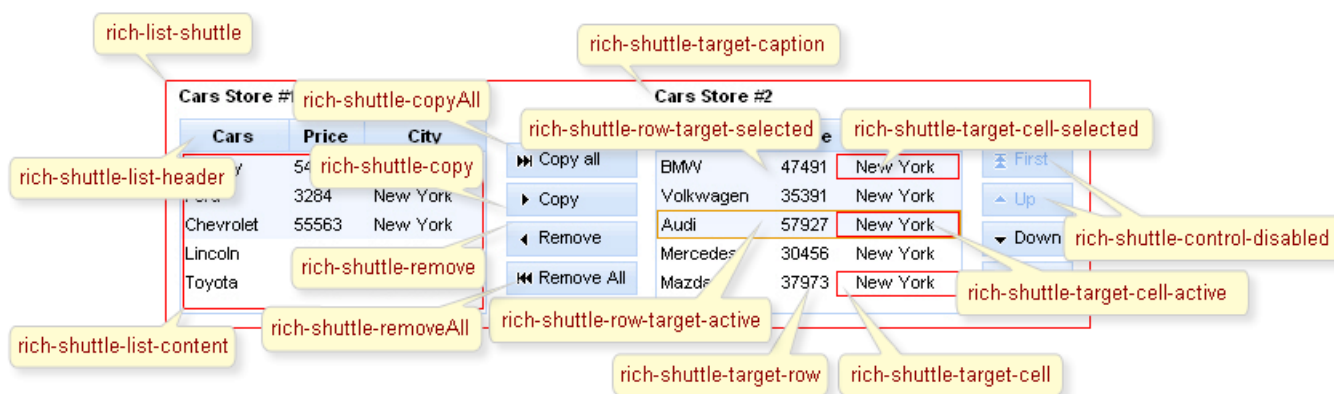 rich-list-shuttle
rich-shuttle-target-caption
Cars Store #1
rich-shuttle-copyAll
Cars Store #2
Cars Price City
rich-shuttle-row-target-selected
rich-shuttle-target-cell-selected
rich-shuttle-list-header
rich-shuttle-copy
Copy all
BMW 47491 New York
First
3284 New York
Copy
Volkwagen 35391 New York
Up
Chevrolet 55563 New York
Remove
Audi 57927 New York
Down
rich-shuttle-control-disabled
Lincoln
rich-shuttle-remove
Mercedes 30456 New York
Toyota
Remove All
Mazda 37973 New York
rich-shuttle-target-cell-active
rich-shuttle-removeAll
rich-shuttle-row-target-active
rich-shuttle-list-content
rich-shuttle-target-row
rich-shuttle-target-cell